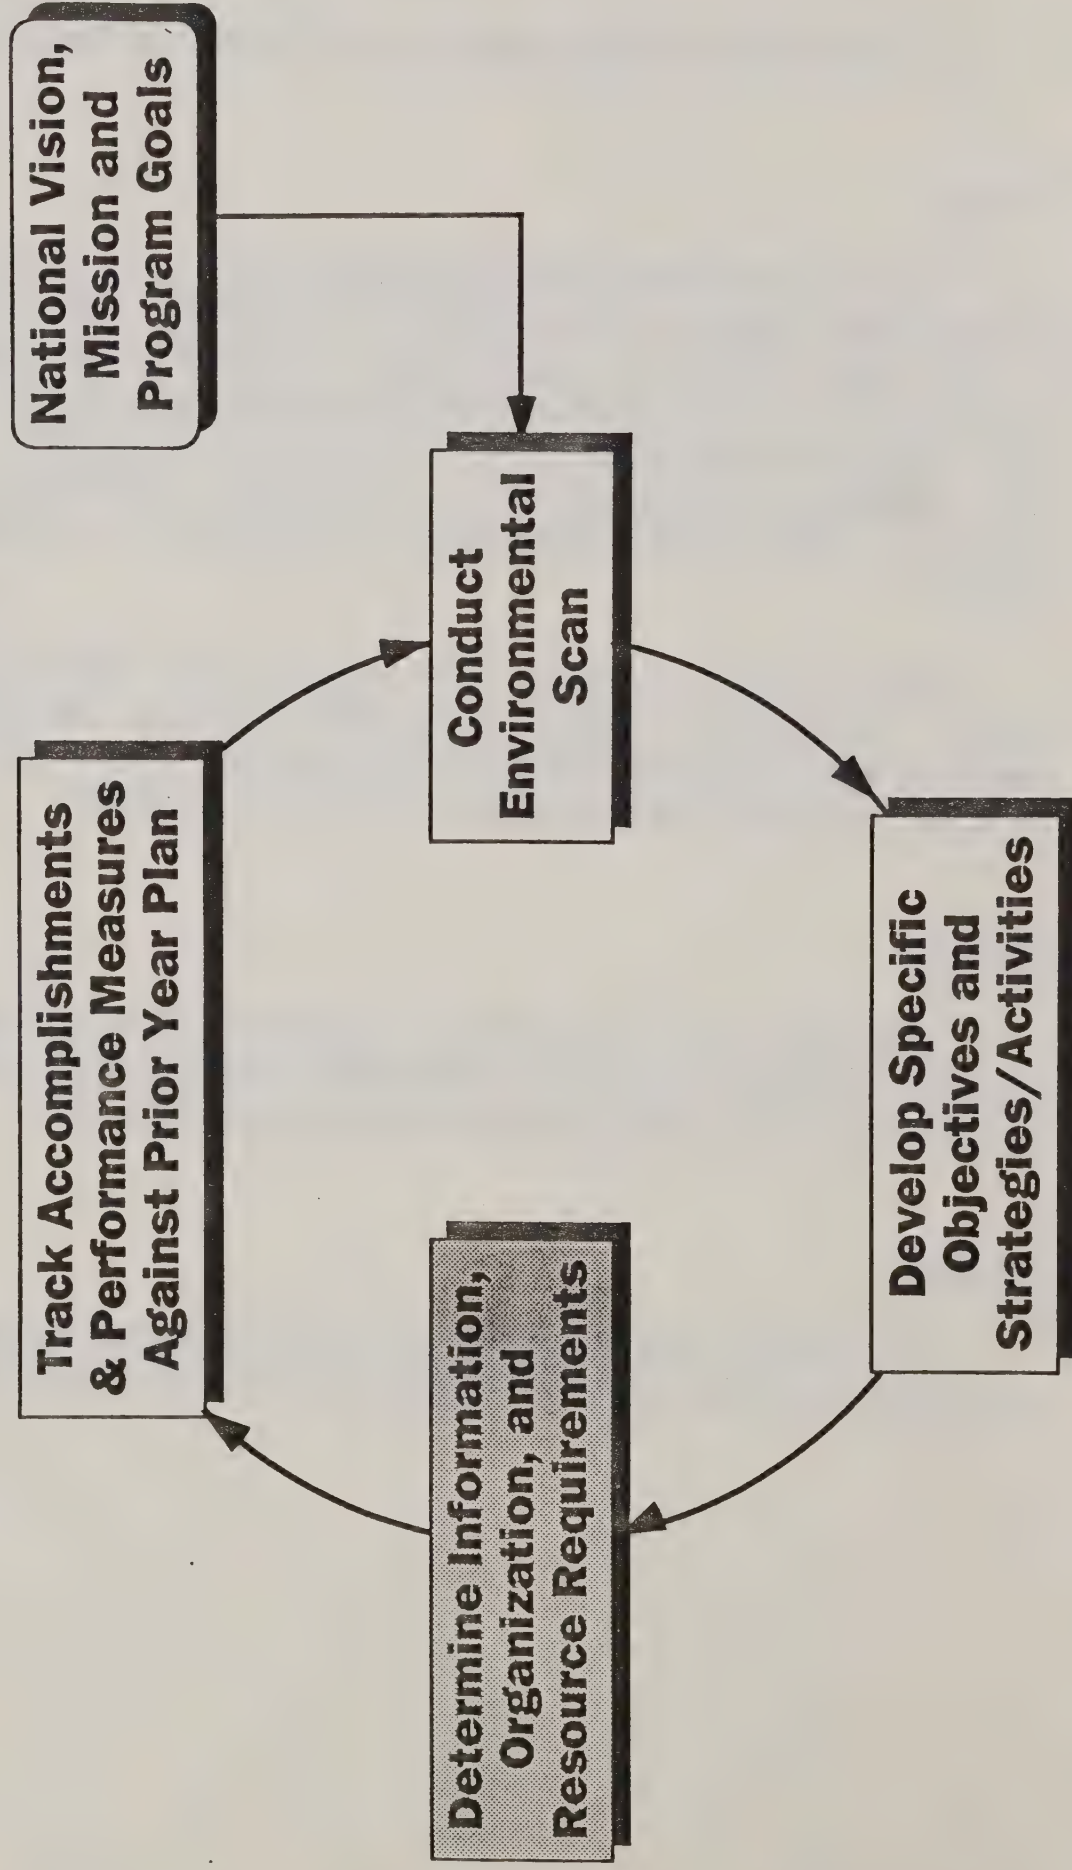 National Vision,
Mission and
Program Goals
Track Accomplishments
& Performance Measures
Against Prior Year Plan
Conduct
Environmental
Scan
Develop Specific
Objectives and
Strategies/Activities
Determine Information,
Organization, and
Resource Requirements